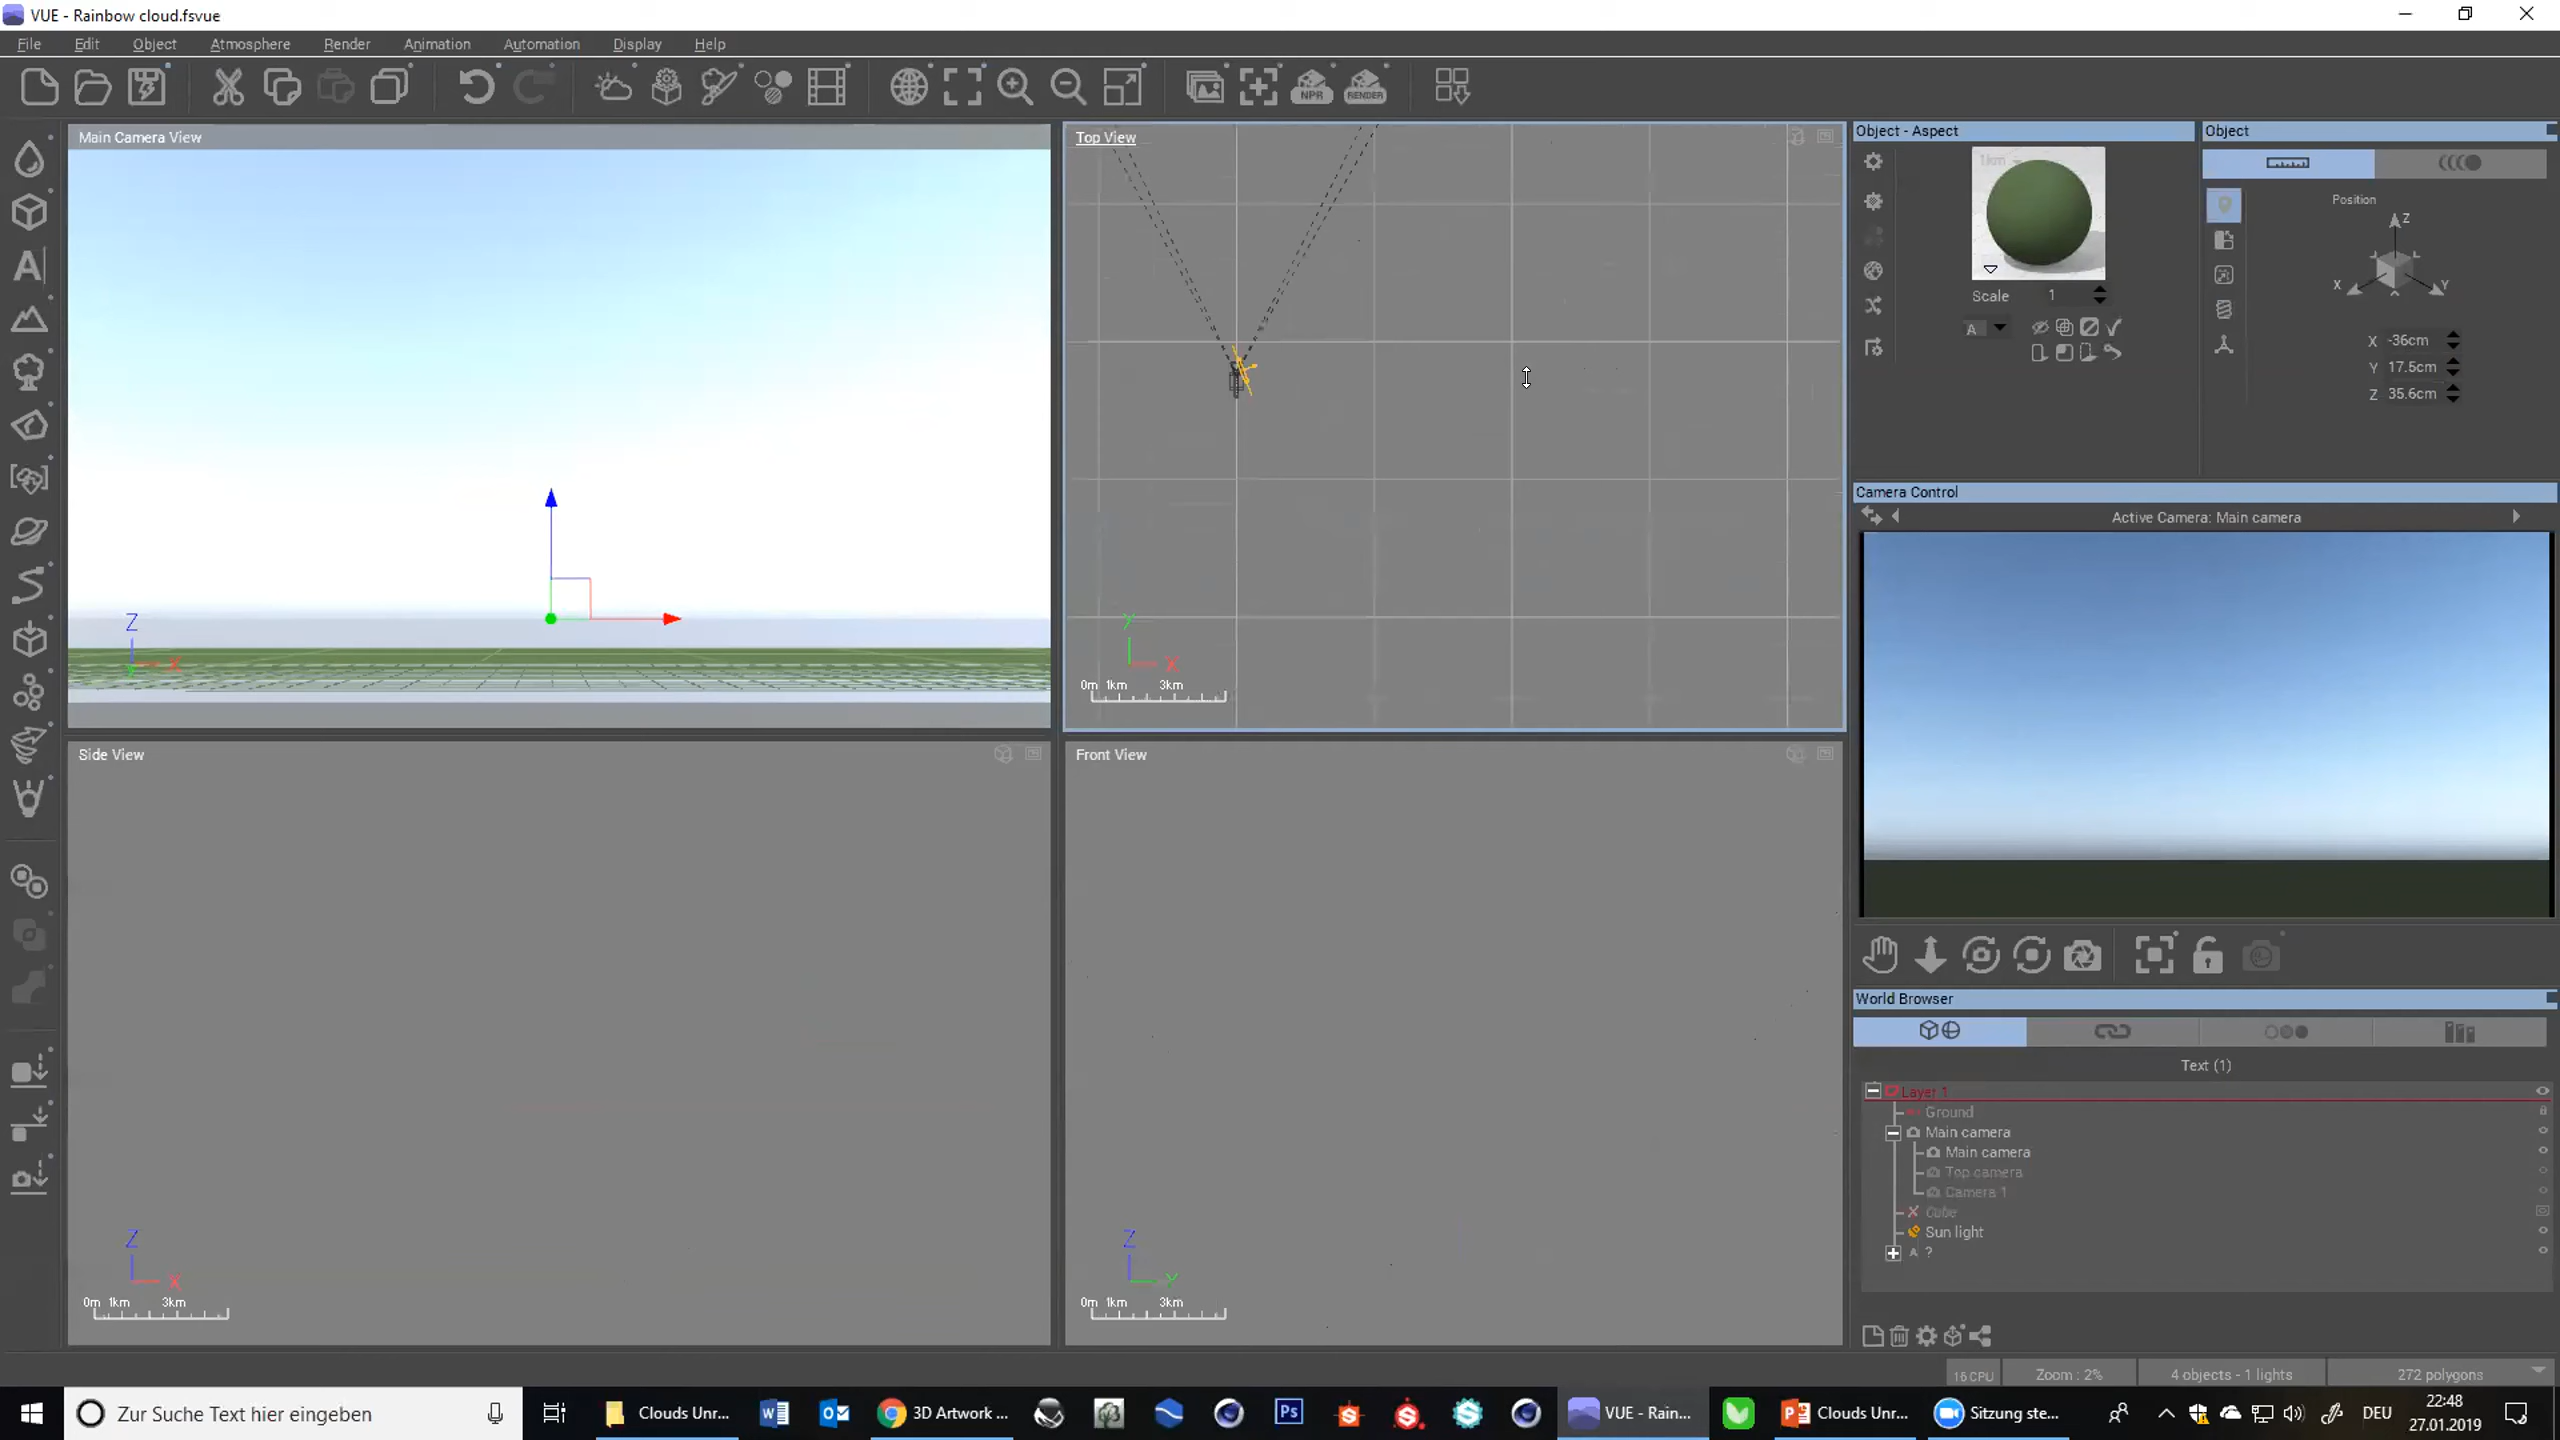 VUE - Rainbow cloud.fsvue
File Edit Object Atmosphere Render Animation Automation Display Help
NPR RENDER
Main Camera View
Top View
Object - Aspect
Object
1km
Position
Z
X Y
Scale 1
A
X -36cm
Y 17.5cm
Z 35.6cm
Camera Control
Active Camera: Main camera
Z
X
Y
Y
X
0m 1km 3km
Side View
Front View
World Browser
Text (1)
Layer 1
Ground
Main camera
Main camera
Top camera
Camera 1
Cube
Sun light
A ?
Z
X
0m 1km 3km
Z
Y
0m 1km 3km
16 CPU Zoom : 2% 4 objects - 1 lights 272 polygons
Zur Suche Text hier eingeben
Clouds Unr...
3D Artwork ...
Ps
VUE - Rain...
Clouds Unr...
Sitzung ste...
DEU
22:48
27.01.2019